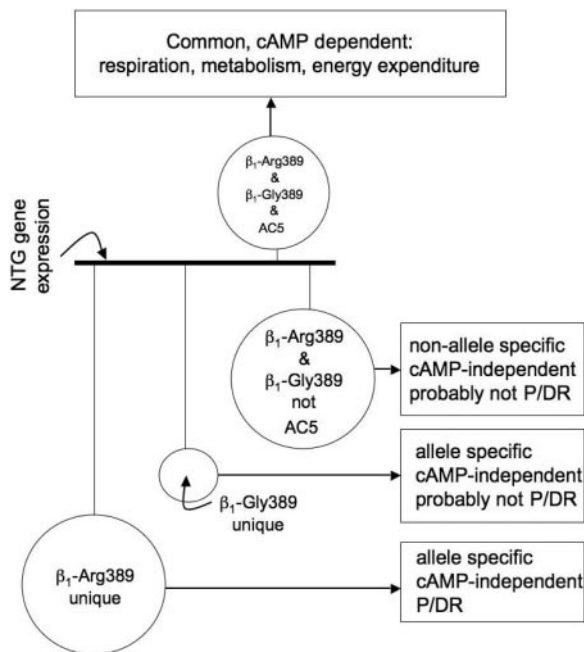 Common, cAMP dependent:
respiration, metabolism, energy expenditure
β₁-Arg389
&
β₁-Gly389
&
AC5
NTG gene
expression
β₁-Arg389
&
β₁-Gly389
not
AC5
non-allele specific
cAMP-independent
probably not P/DR
β₁-Gly389
unique
allele specific
cAMP-independent
probably not P/DR
β₁-Arg389
unique
allele specific
cAMP-independent
P/DR